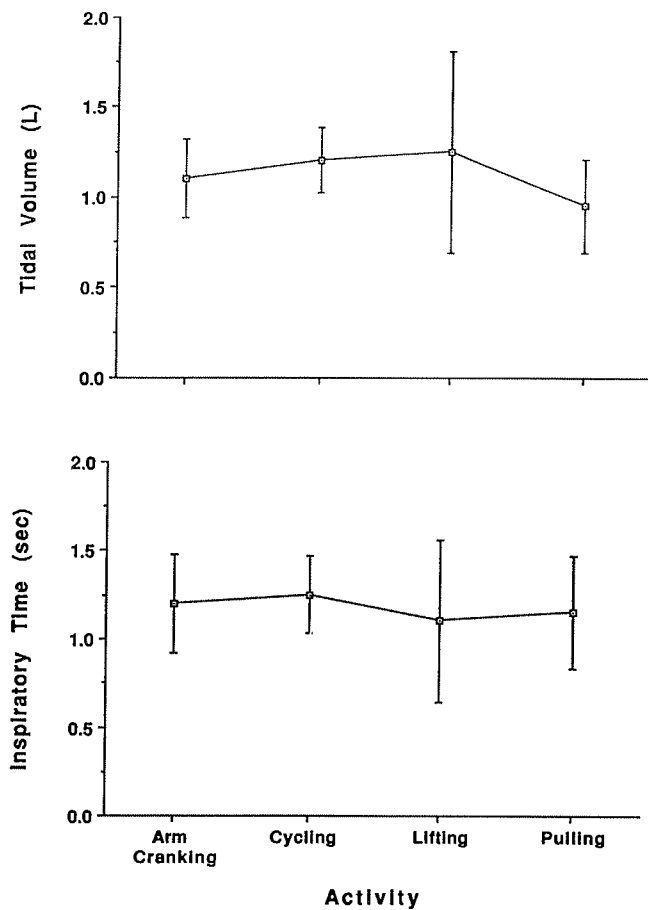 Tidal Volume (L)
2.0
1.5
1.0
0.5
0.0
Inspiratory Time (sec)
2.0
1.5
1.0
0.5
0.0
Arm Cranking
Cycling
Lifting
Pulling
Activity